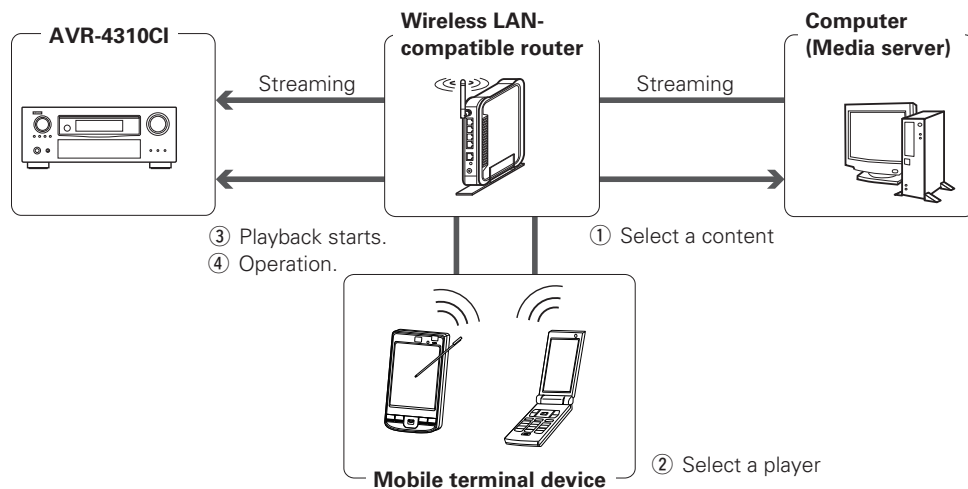 AVR-4310CI
Wireless LAN-
compatible router
Computer
(Media server)
Streaming
Streaming
③ Playback starts.
④ Operation.
① Select a content
② Select a player
Mobile terminal device